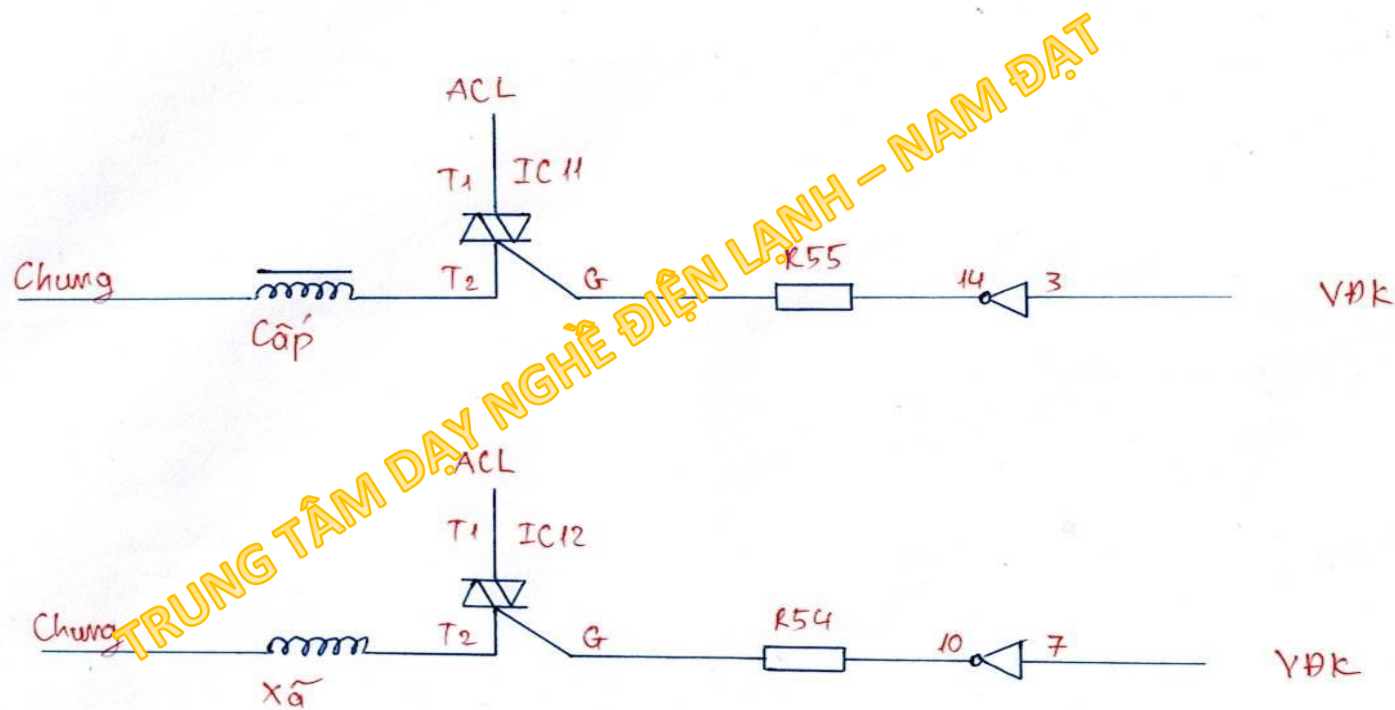 ACL
T1 IC11
Chung T2 G R55 14 3 VĐK
Cấp
ACL
T1 IC12
Chung T2 G R54 10 7 VĐK
Xã
TRUNG TÂM DẠY NGHỀ ĐIỆN LẠNH – NAM ĐẠT